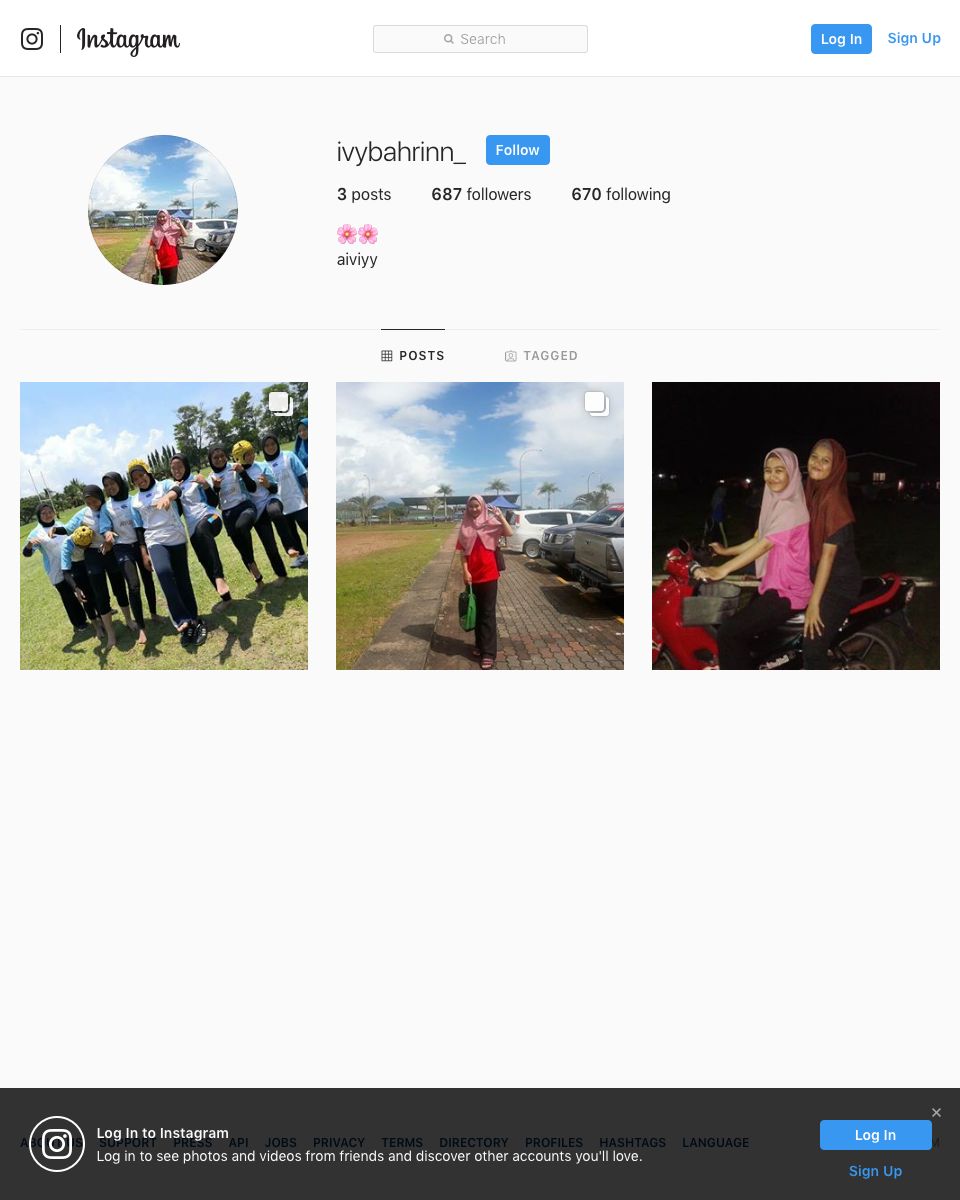 Instagram
Search
Log In
Sign Up
ivybahrinn_
Follow
3 posts 687 followers 670 following
🌸🌸
aiviyy
POSTS
TAGGED
Log In to Instagram
SUPPORT PRESS API JOBS PRIVACY TERMS DIRECTORY PROFILES HASHTAGS LANGUAGE
Log in to see photos and videos from friends and discover other accounts you'll love.
Log In
Sign Up